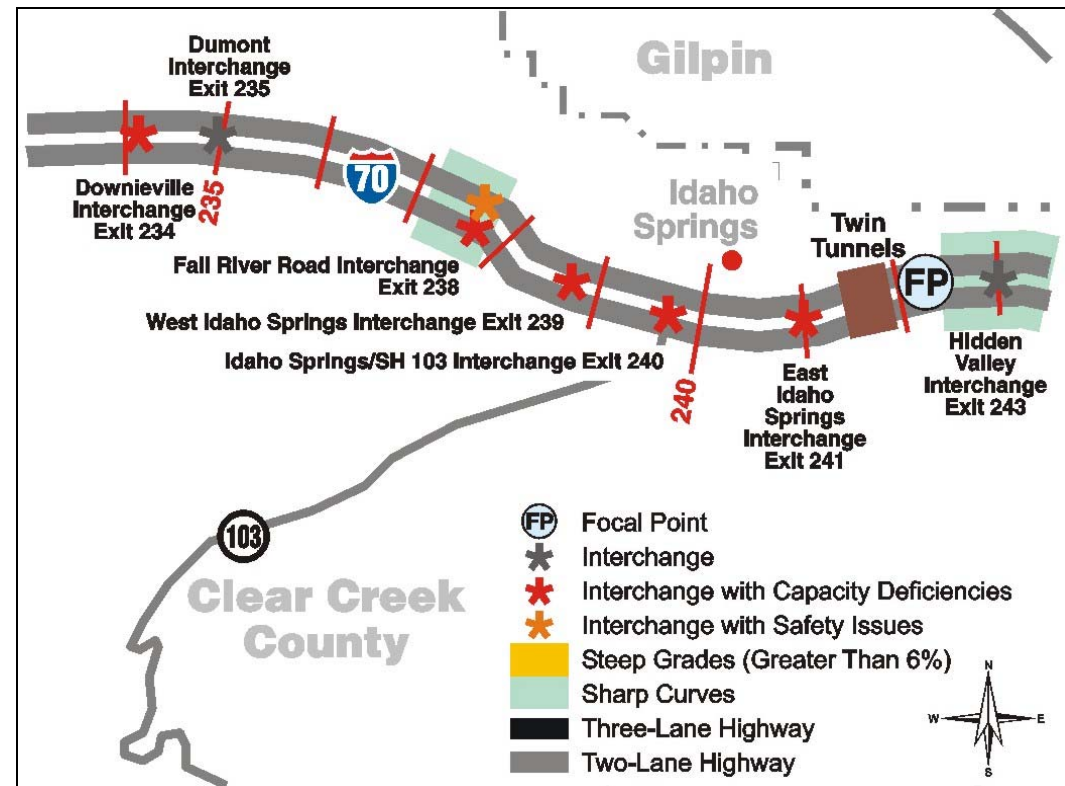 Gilpin
Dumont
Interchange
Exit 235
70
Downieville
Interchange
Exit 234
235
Idaho
Springs
Twin
Tunnels
FP
Fall River Road Interchange
Exit 238
West Idaho Springs Interchange Exit 239
Idaho Springs/SH 103 Interchange Exit 240
240
East
Idaho
Springs
Interchange
Exit 241
Hidden
Valley
Interchange
Exit 243
103
Clear Creek
County
FP Focal Point
Interchange
Interchange with Capacity Deficiencies
Interchange with Safety Issues
Steep Grades (Greater Than 6%)
Sharp Curves
Three-Lane Highway
Two-Lane Highway
N
W
E
S